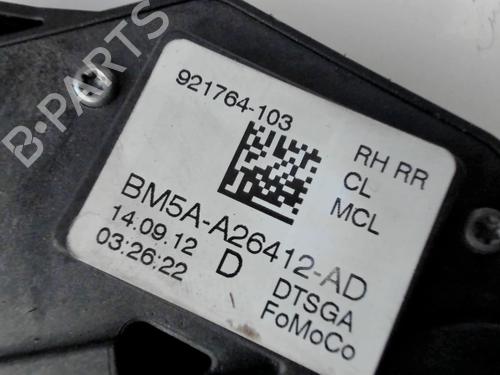 921764-103
RH RR
CL
MCL
BM5A-A26412-AD
14.09.12 D DTSGA
03:26:22 FoMoCo
B-PARTS